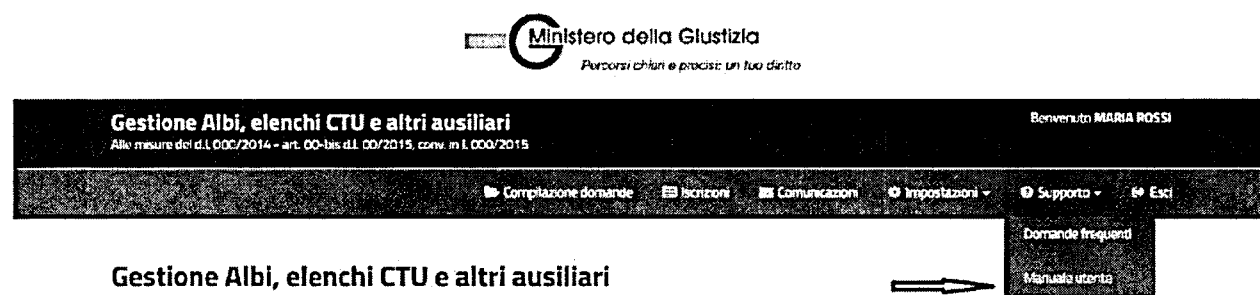 Ministero della Giustizia
Percorsi chiari e precisi: un tuo diritto
Gestione Albi, elenchi CTU e altri ausiliari
Benvenuto MARIA ROSSI
Alle misure del d.l. 000/2014 - art. 00-bis d.l. 00/2015, conv. in l. 000/2015
Compilazione domande Iscrizioni Comunicazioni Impostazioni Supporto Esci
Domande frequenti
Gestione Albi, elenchi CTU e altri ausiliari
Manuale utente